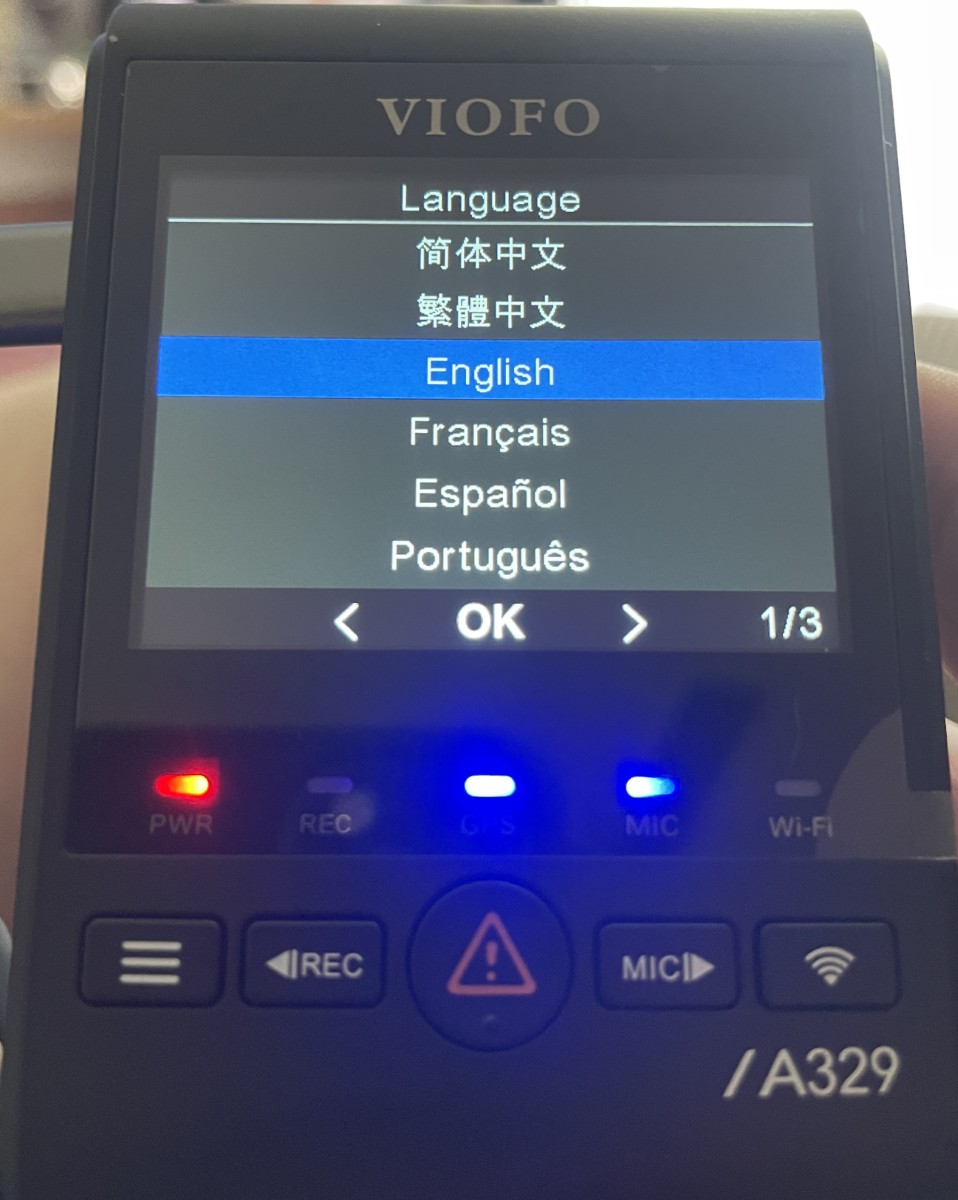 VIOFO
Language
简体中文
繁體中文
English
Français
Español
Português
< OK > 1/3
PWR REC GPS MIC Wi-Fi
REC MIC
/A329